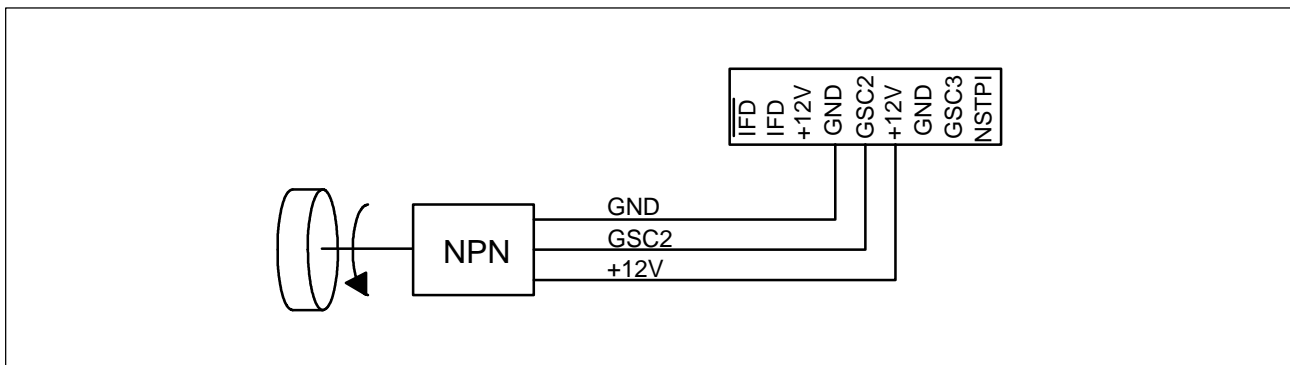 IFD
IFD
+12V
GND
GSC2
+12V
GND
GSC3
NSTPI
GND
GSC2
+12V
NPN